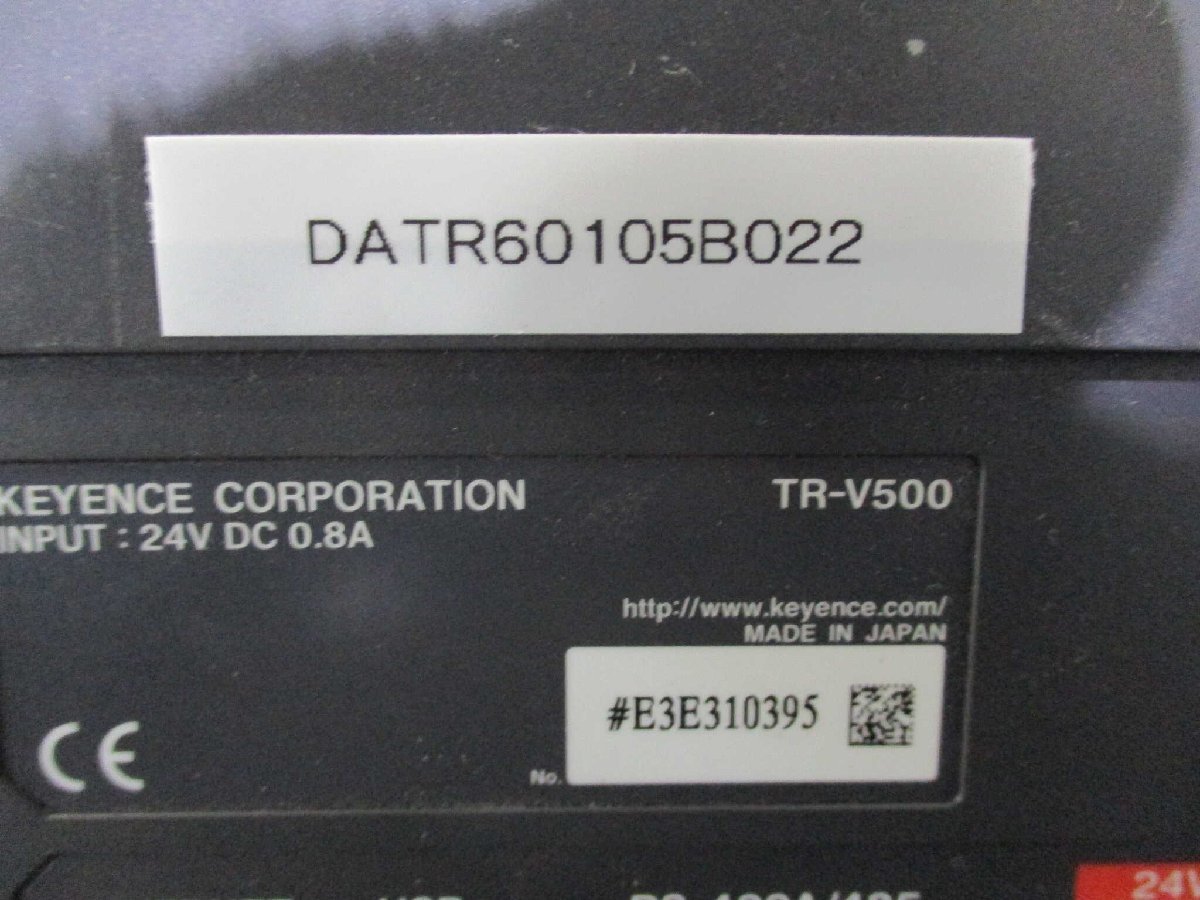 DATR60105B022
KEYENCE CORPORATION
TR-V500
INPUT : 24V DC 0.8A
http://www.keyence.com/
MADE IN JAPAN
#E3E310395
No.
CE
24V